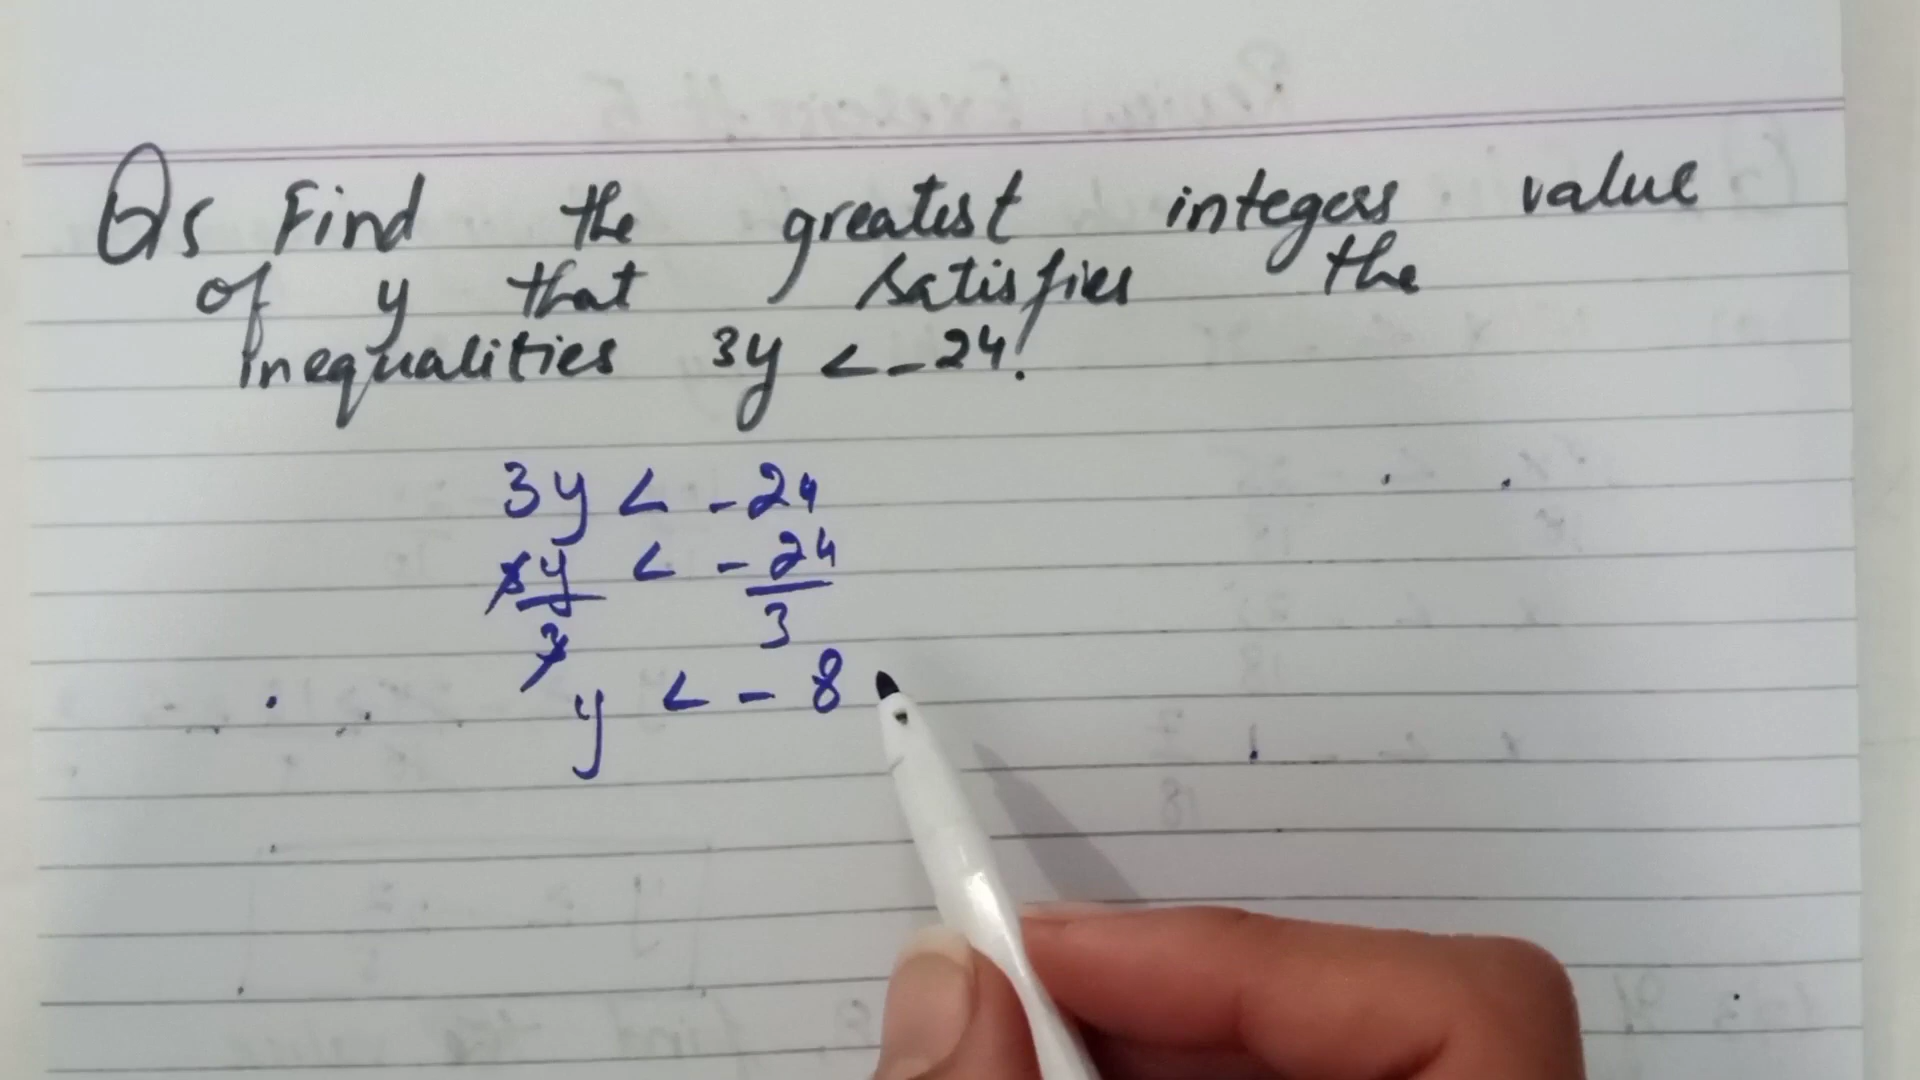 Q5 Find the greatest integers value
of y that satisfies the
inequalities 3y < -24?
3y < -24
3y/3 < -24/3
y < -8